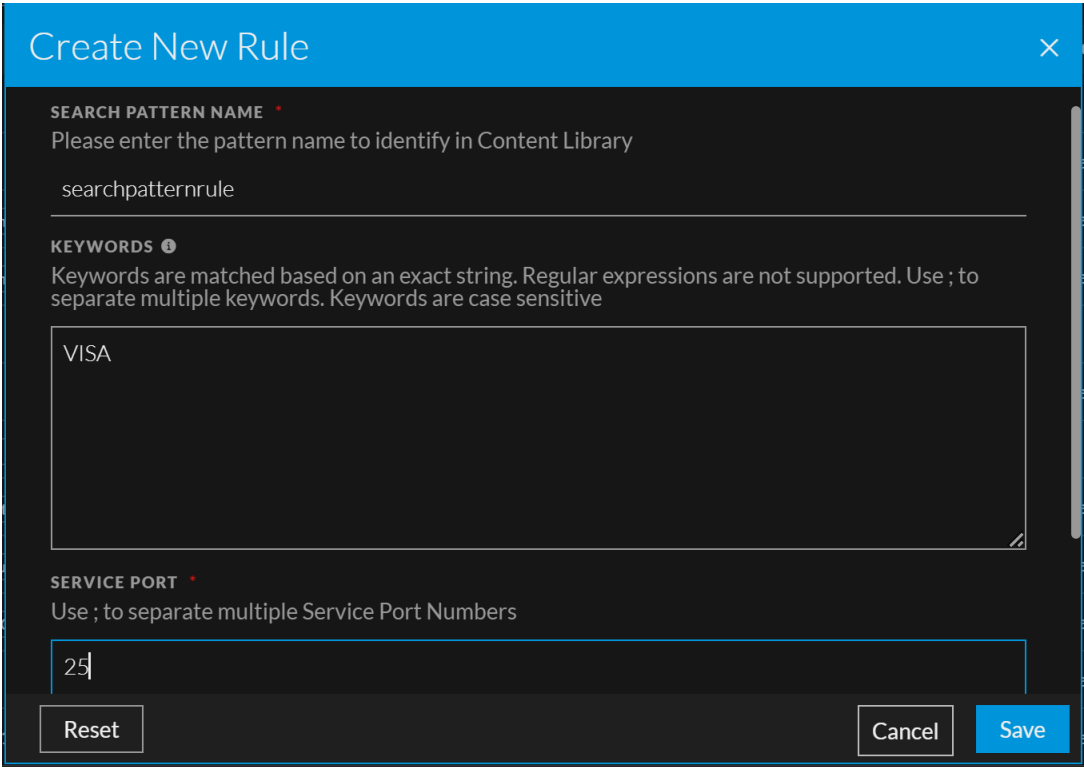 Create New Rule
SEARCH PATTERN NAME *
Please enter the pattern name to identify in Content Library
searchpatternrule
KEYWORDS
Keywords are matched based on an exact string. Regular expressions are not supported. Use ; to
separate multiple keywords. Keywords are case sensitive
VISA
SERVICE PORT *
Use ; to separate multiple Service Port Numbers
25
Reset
Cancel
Save